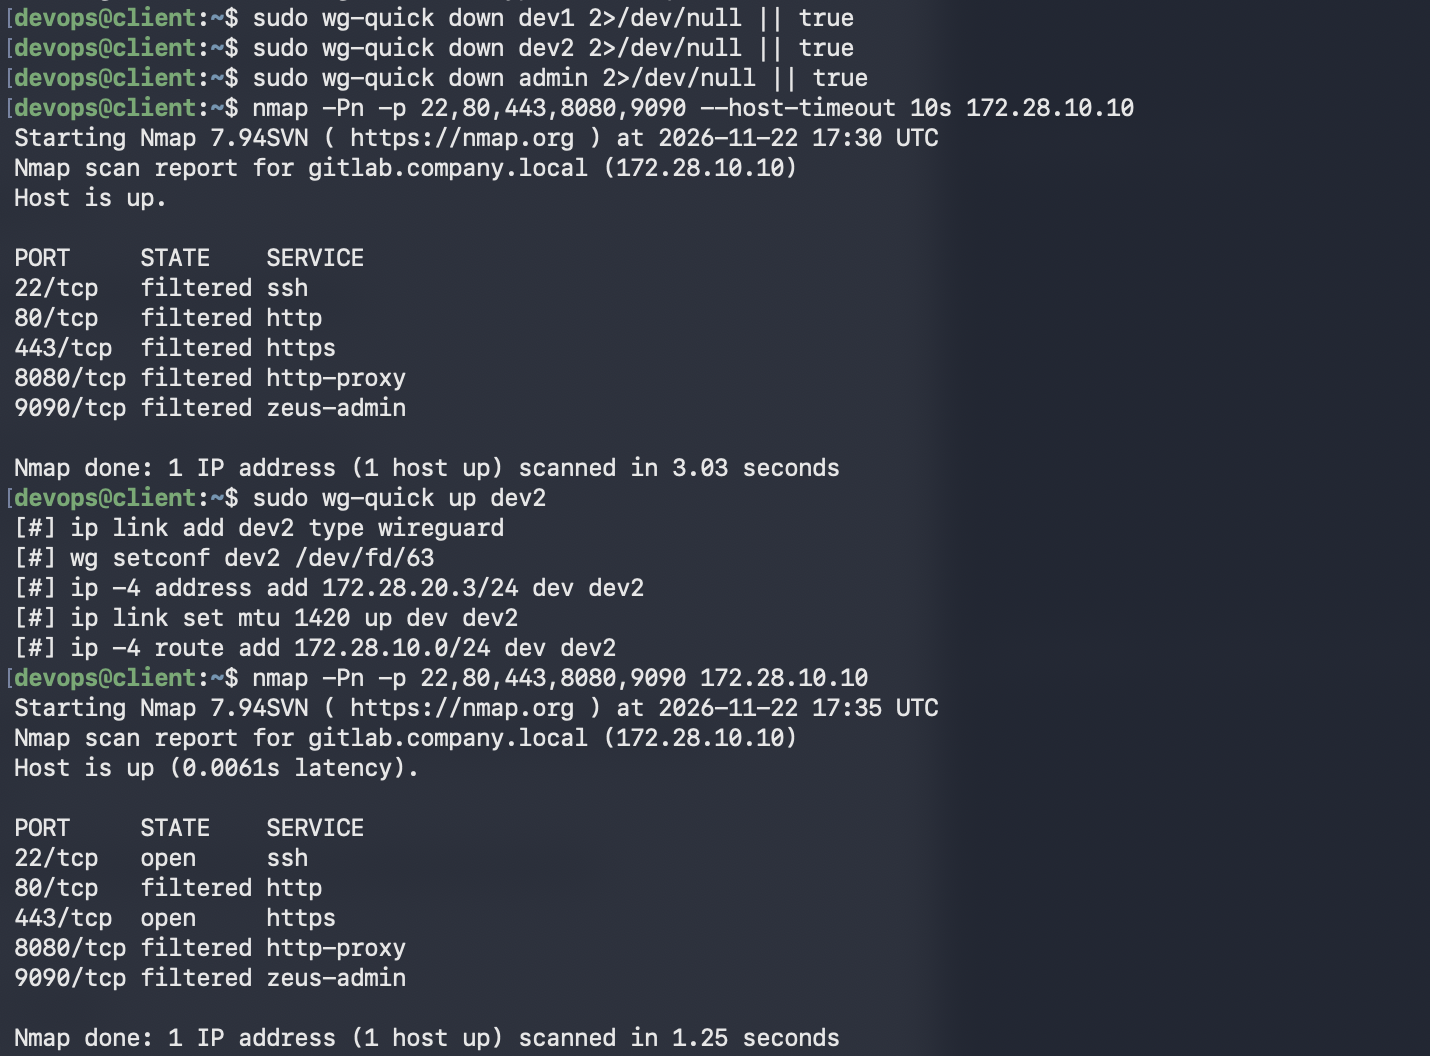 [devops@client:~$ sudo wg-quick down dev1 2>/dev/null || true
[devops@client:~$ sudo wg-quick down dev2 2>/dev/null || true
[devops@client:~$ sudo wg-quick down admin 2>/dev/null || true
[devops@client:~$ nmap -Pn -p 22,80,443,8080,9090 --host-timeout 10s 172.28.10.10
Starting Nmap 7.94SVN ( https://nmap.org ) at 2026-11-22 17:30 UTC
Nmap scan report for gitlab.company.local (172.28.10.10)
Host is up.

PORT     STATE    SERVICE
22/tcp   filtered ssh
80/tcp   filtered http
443/tcp  filtered https
8080/tcp filtered http-proxy
9090/tcp filtered zeus-admin

Nmap done: 1 IP address (1 host up) scanned in 3.03 seconds
[devops@client:~$ sudo wg-quick up dev2
[#] ip link add dev2 type wireguard
[#] wg setconf dev2 /dev/fd/63
[#] ip -4 address add 172.28.20.3/24 dev dev2
[#] ip link set mtu 1420 up dev dev2
[#] ip -4 route add 172.28.10.0/24 dev dev2
[devops@client:~$ nmap -Pn -p 22,80,443,8080,9090 172.28.10.10
Starting Nmap 7.94SVN ( https://nmap.org ) at 2026-11-22 17:35 UTC
Nmap scan report for gitlab.company.local (172.28.10.10)
Host is up (0.0061s latency).

PORT     STATE    SERVICE
22/tcp   open     ssh
80/tcp   filtered http
443/tcp  open     https
8080/tcp filtered http-proxy
9090/tcp filtered zeus-admin

Nmap done: 1 IP address (1 host up) scanned in 1.25 seconds